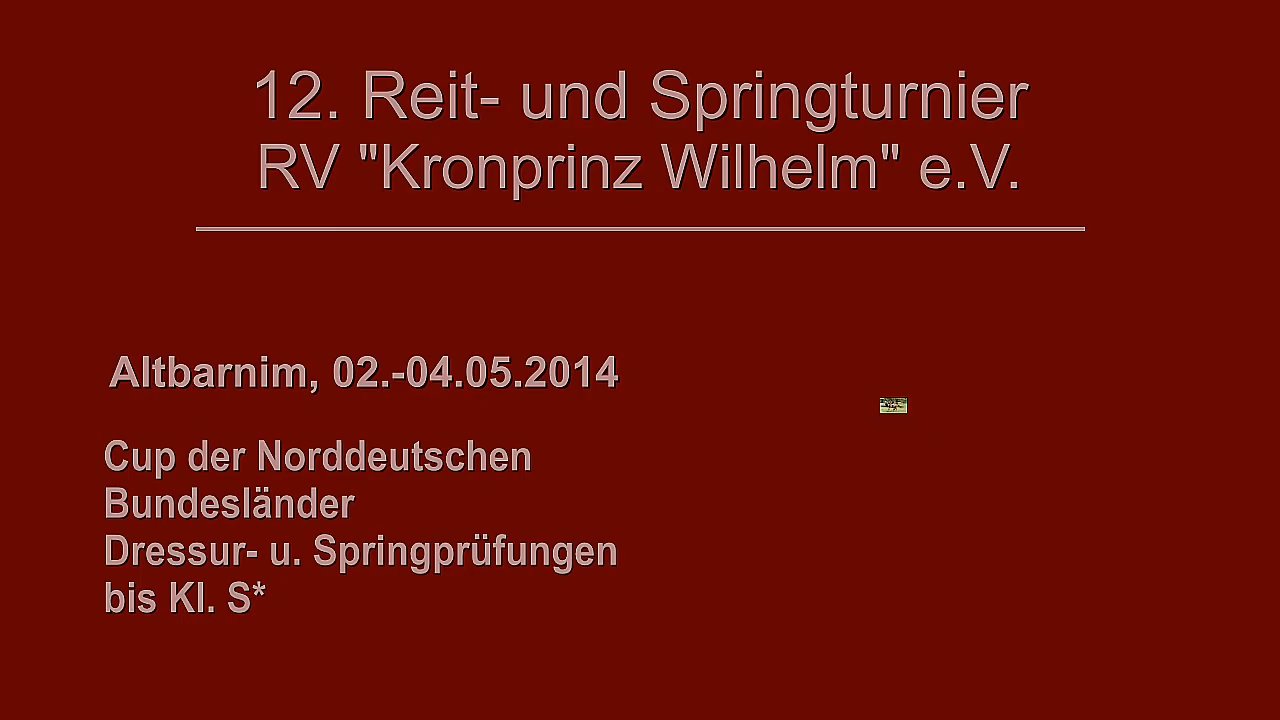 12. Reit- und Springturnier
RV "Kronprinz Wilhelm" e.V.
Altbarnim, 02.-04.05.2014
Cup der Norddeutschen
Bundesländer
Dressur- u. Springprüfungen
bis Kl. S*